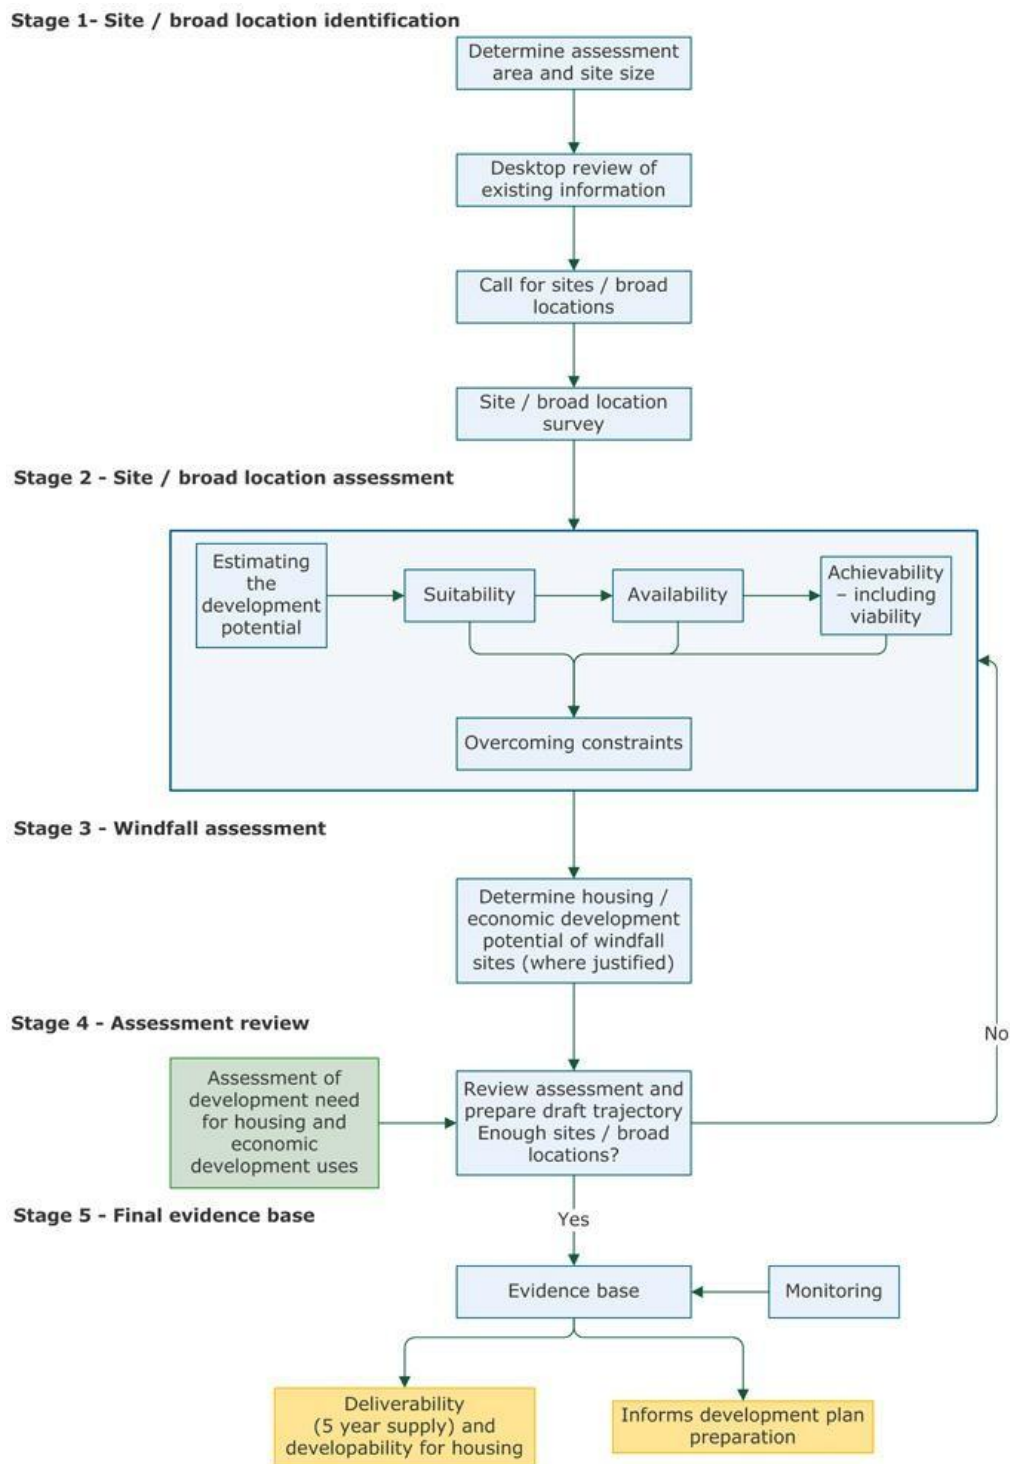 Stage 1- Site / broad location identification
Determine assessment
area and site size
Desktop review of
existing information
Call for sites / broad
locations
Site / broad location
survey
Stage 2 - Site / broad location assessment
Estimating
the
development
potential
Suitability
Availability
Achievability
– including
viability
Overcoming constraints
Stage 3 - Windfall assessment
Determine housing /
economic development
potential of windfall
sites (where justified)
Stage 4 - Assessment review
No
Assessment of
development need
for housing and
economic
development uses
Review assessment and
prepare draft trajectory
Enough sites / broad
locations?
Stage 5 - Final evidence base
Yes
Evidence base
Monitoring
Deliverability
(5 year supply) and
developability for housing
Informs development plan
preparation